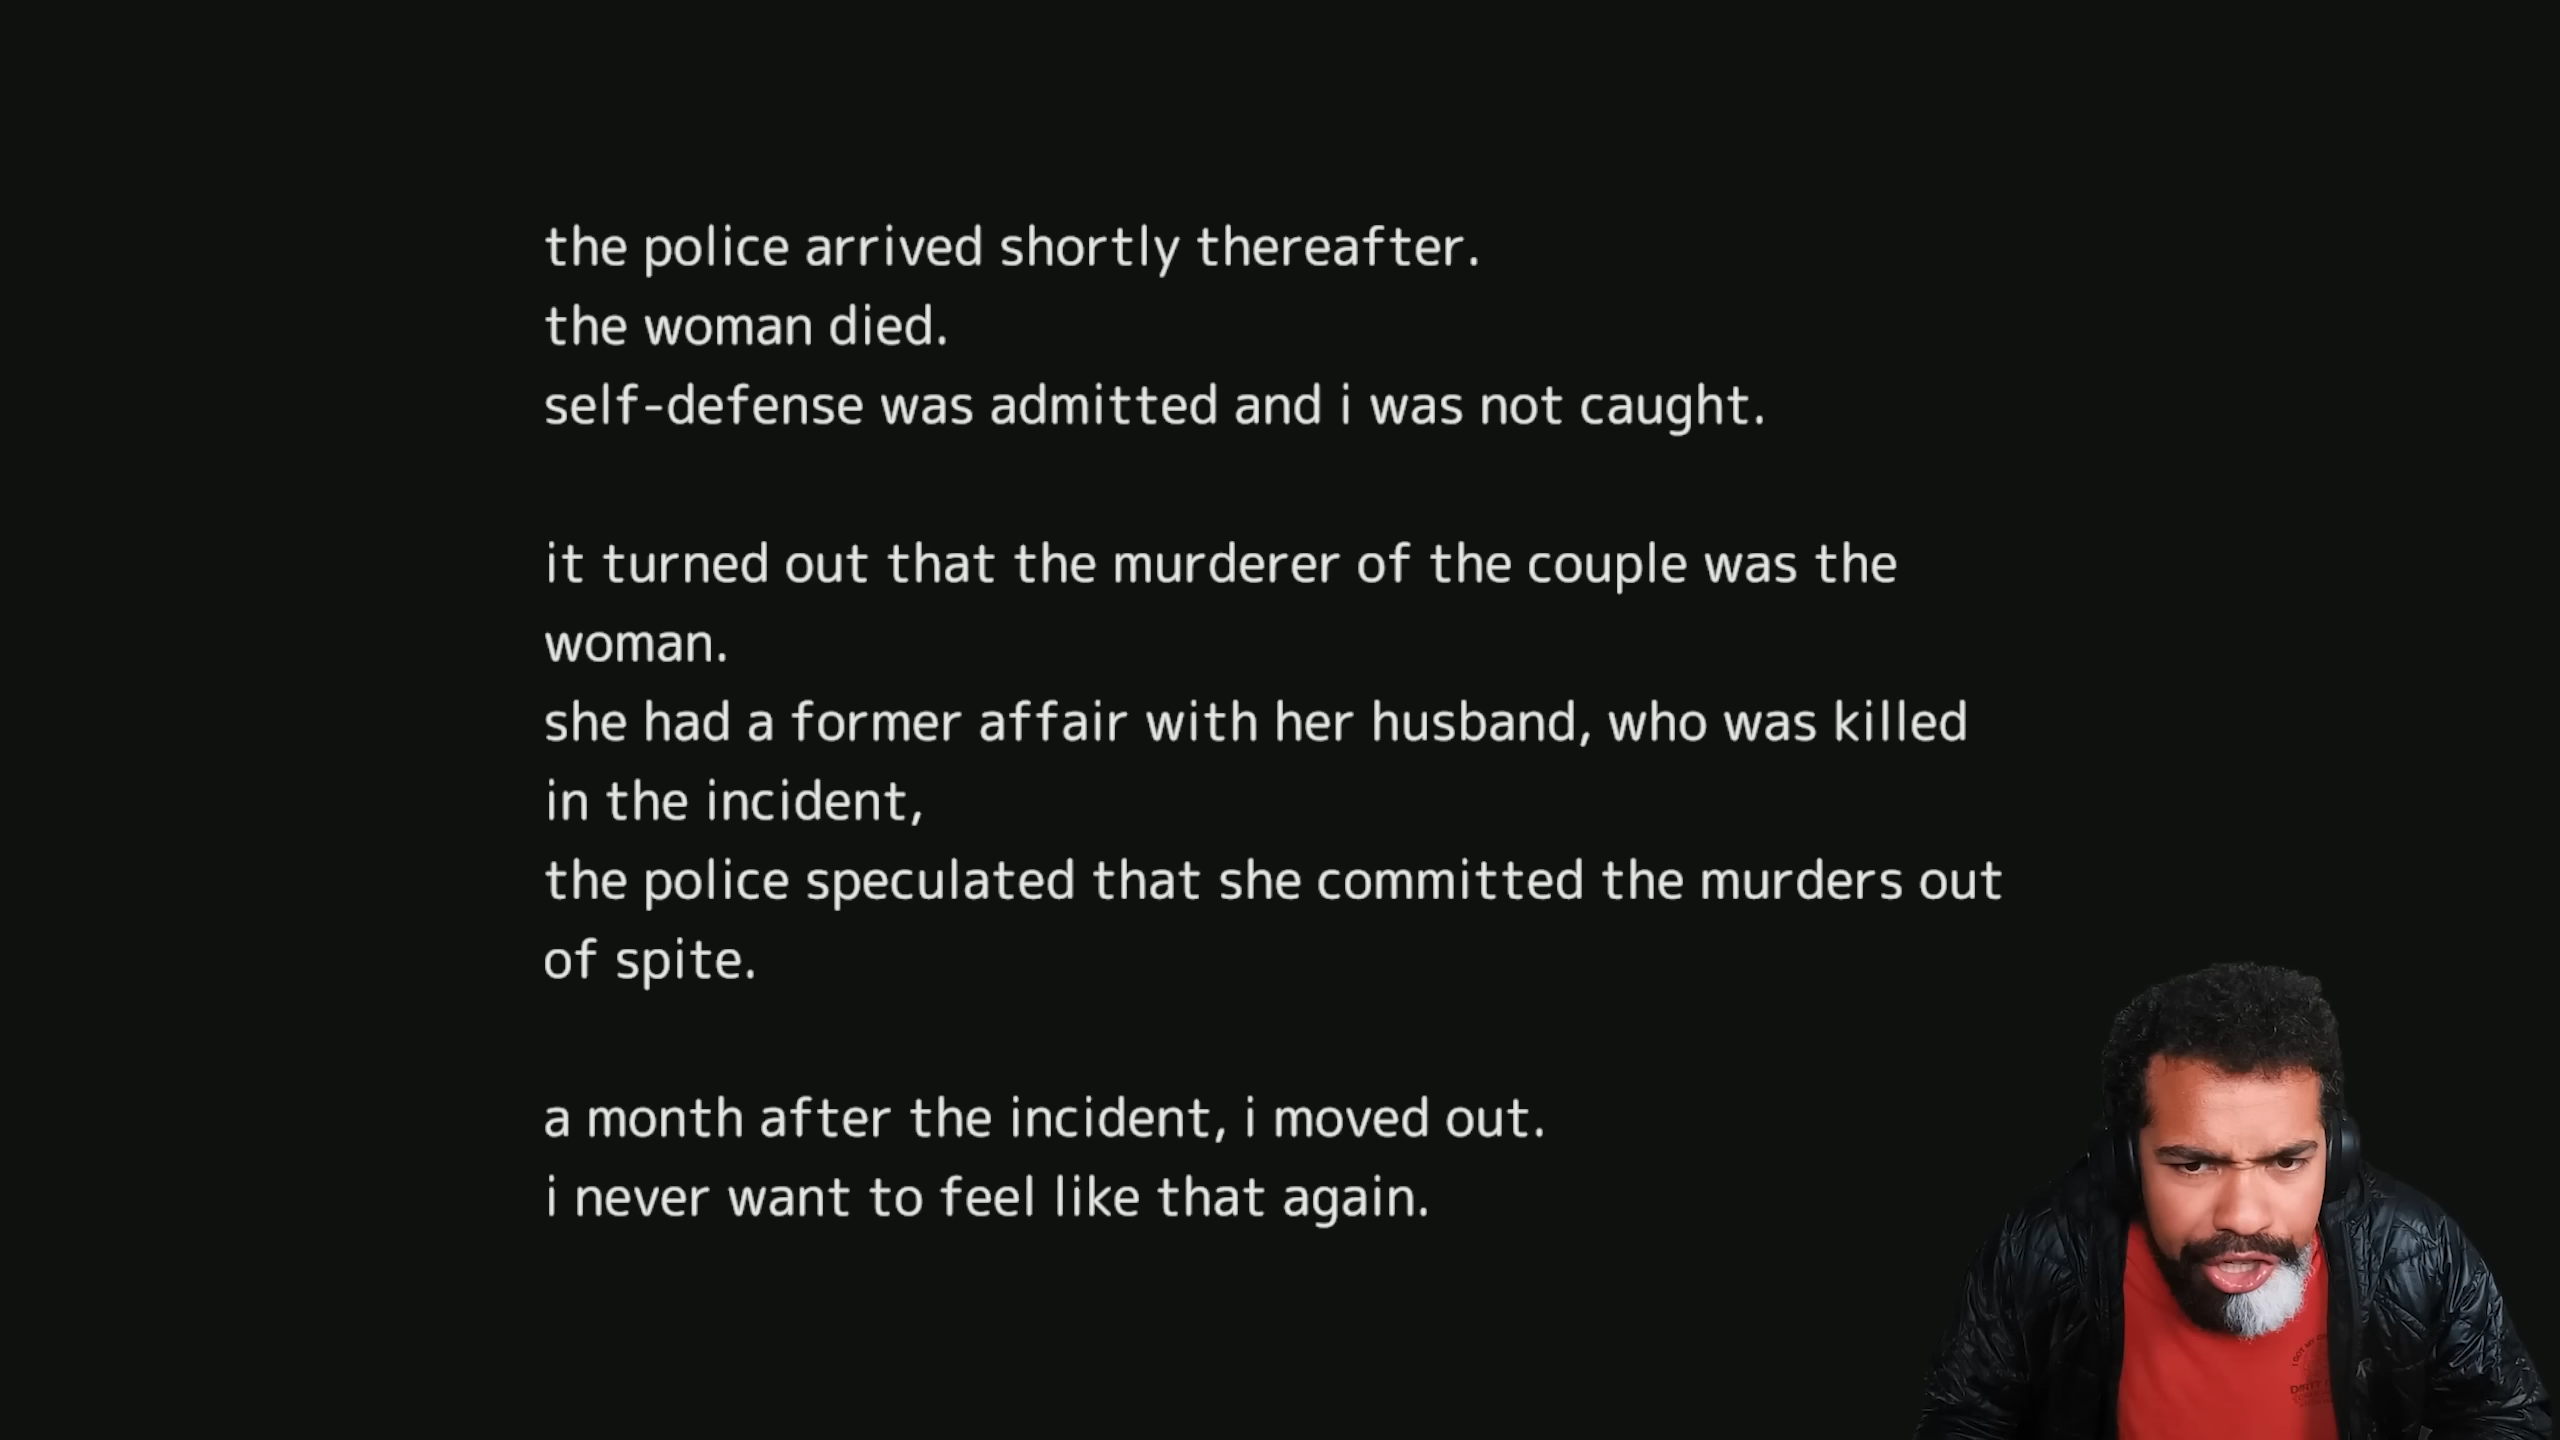 the police arrived shortly thereafter.
the woman died.
self-defense was admitted and i was not caught.
it turned out that the murderer of the couple was the
woman.
she had a former affair with her husband, who was killed
in the incident,
the police speculated that she committed the murders out
of spite.
a month after the incident, i moved out.
i never want to feel like that again.